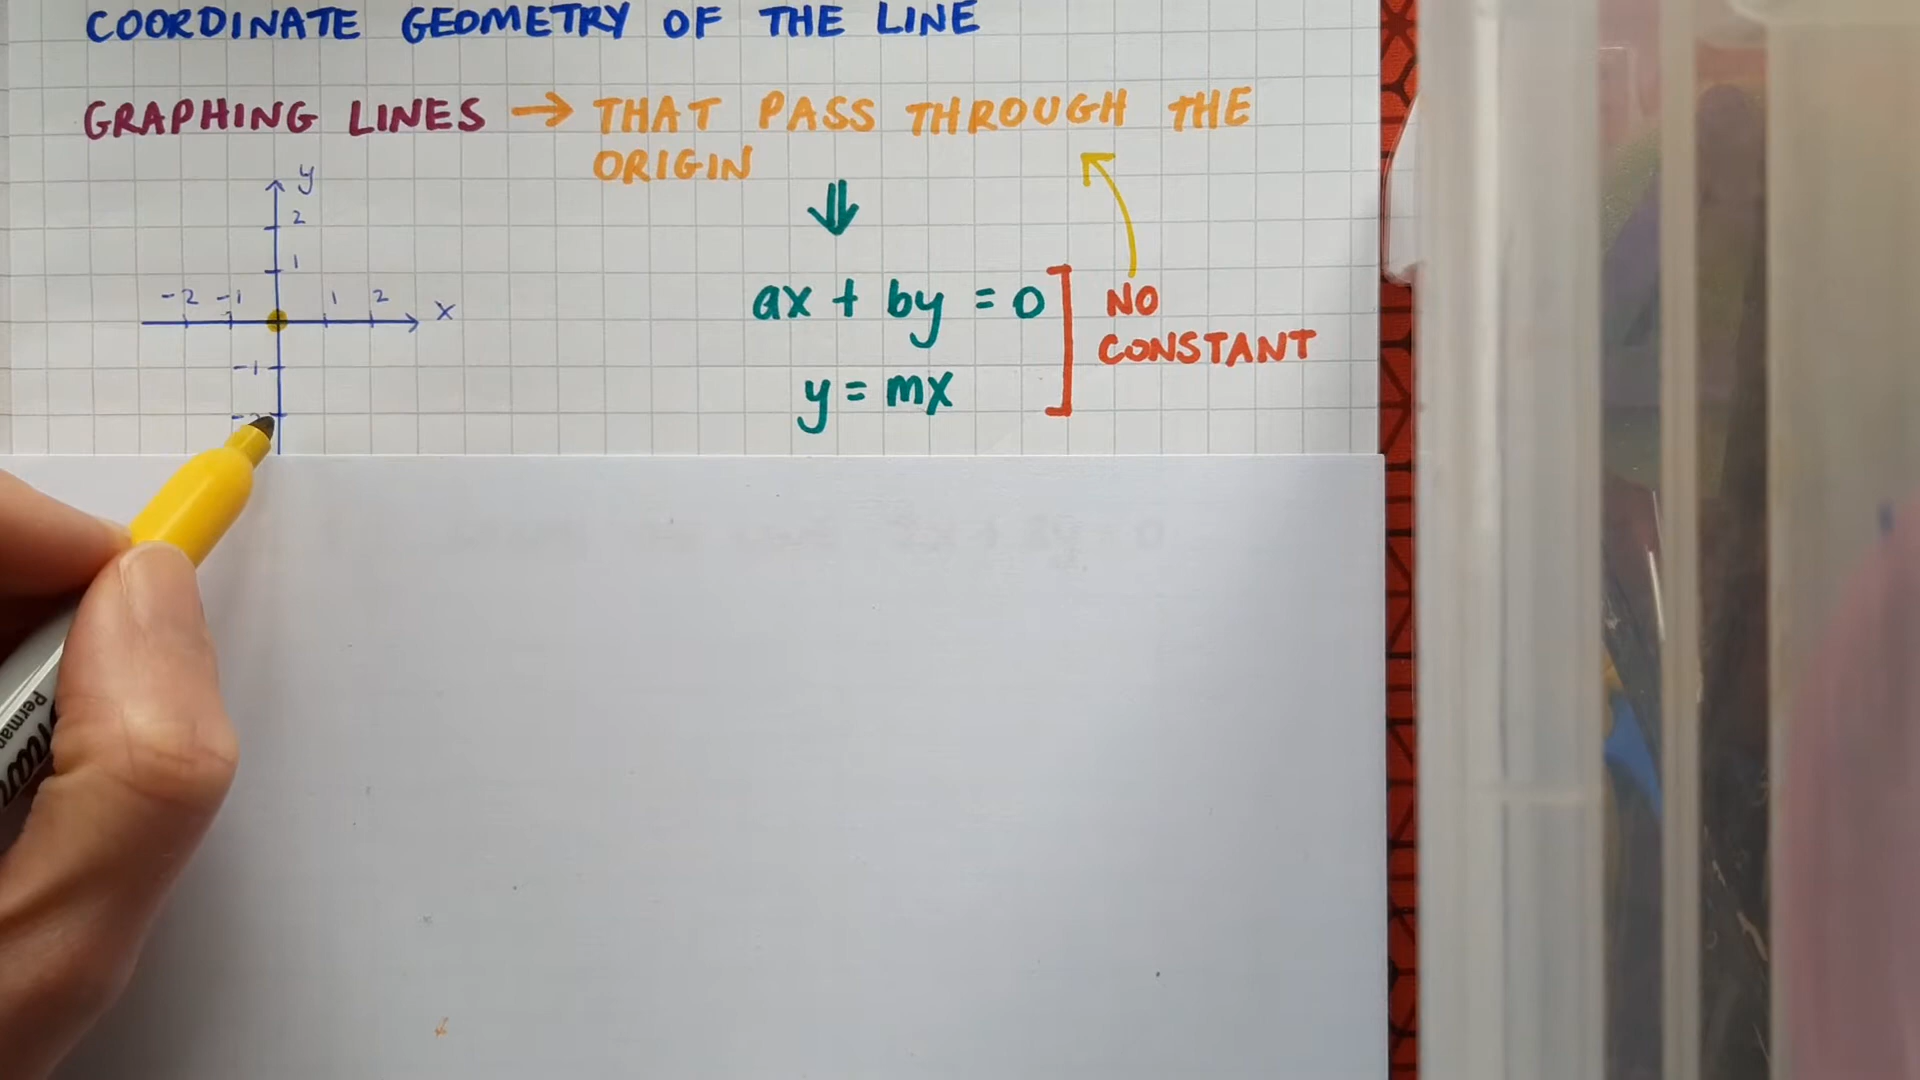 COORDINATE GEOMETRY OF THE LINE
GRAPHING LINES → THAT PASS THROUGH THE
ORIGIN
y
2
1
-2 -1 1 2 x
-1
ax + by = 0
y = mx
NO
CONSTANT